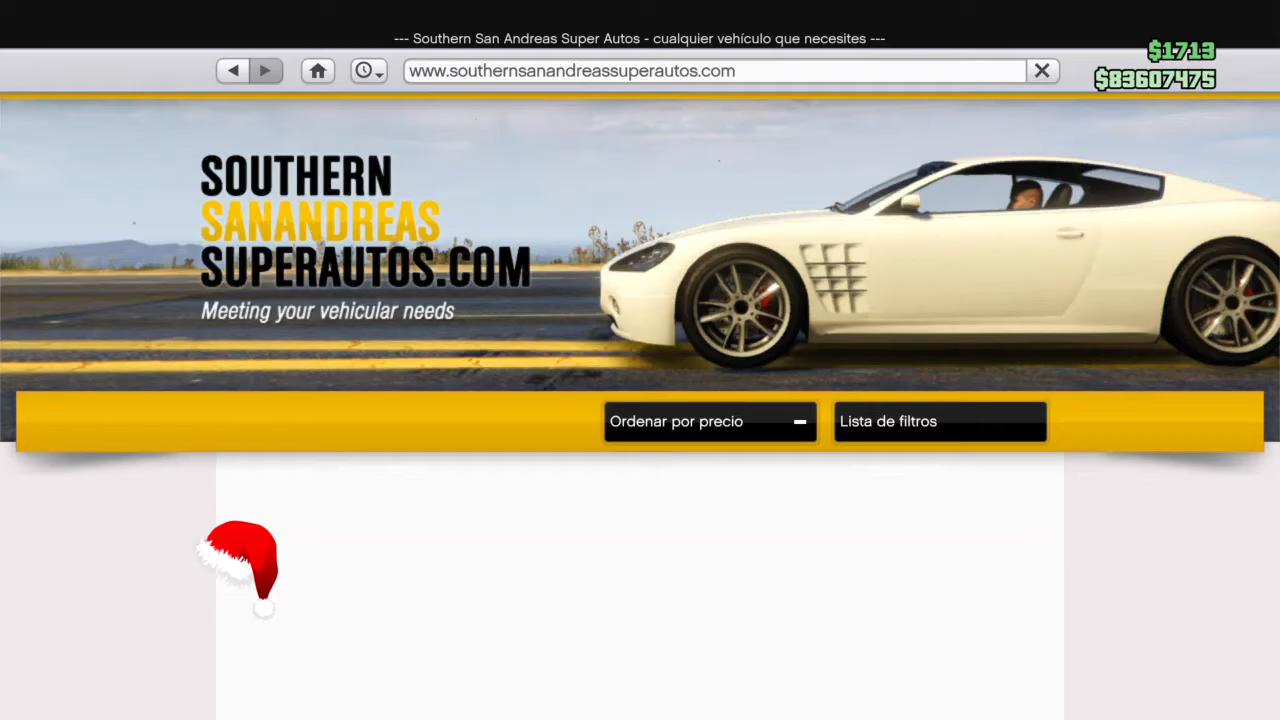 --- Southern San Andreas Super Autos - cualquier vehículo que necesites ---
www.southernsanandreassuperautos.com
$1713
$83607475
SOUTHERN
SANANDREAS
SUPERAUTOS.COM
Meeting your vehicular needs
Ordenar por precio
Lista de filtros